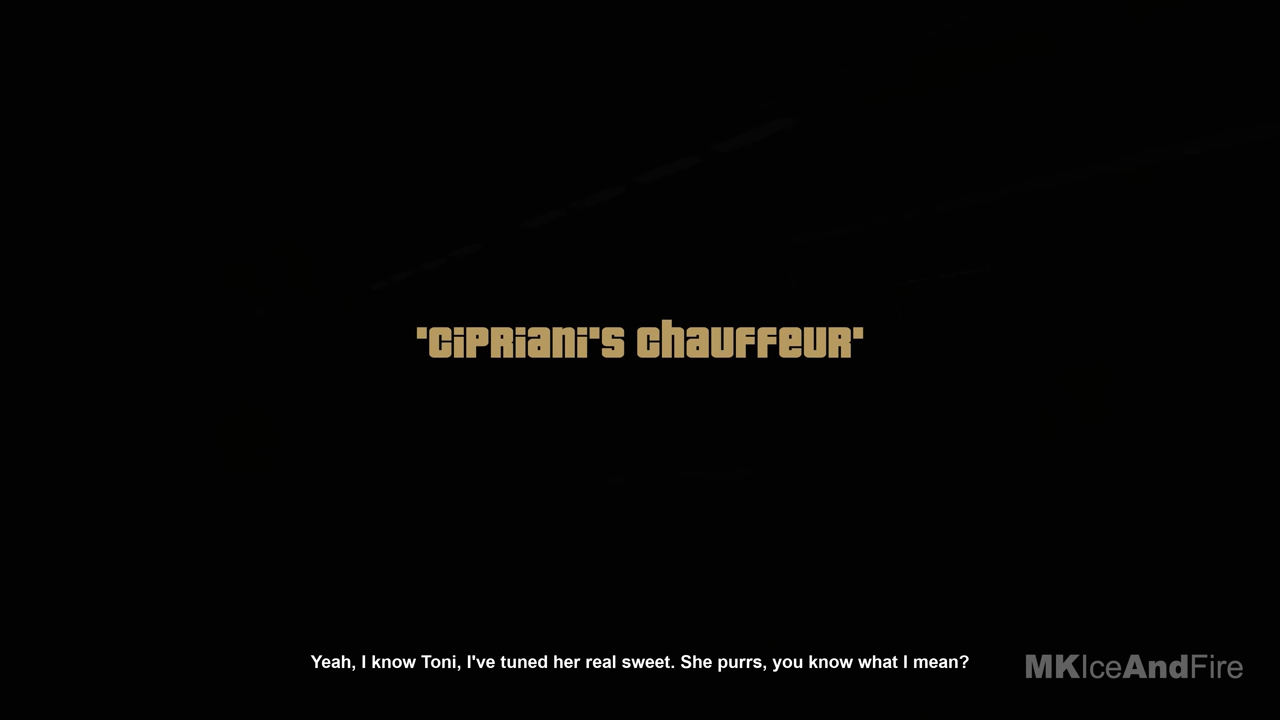 'Cipriani's Chauffeur'
Yeah, I know Toni, I've tuned her real sweet. She purrs, you know what I mean?
MKIceAndFire